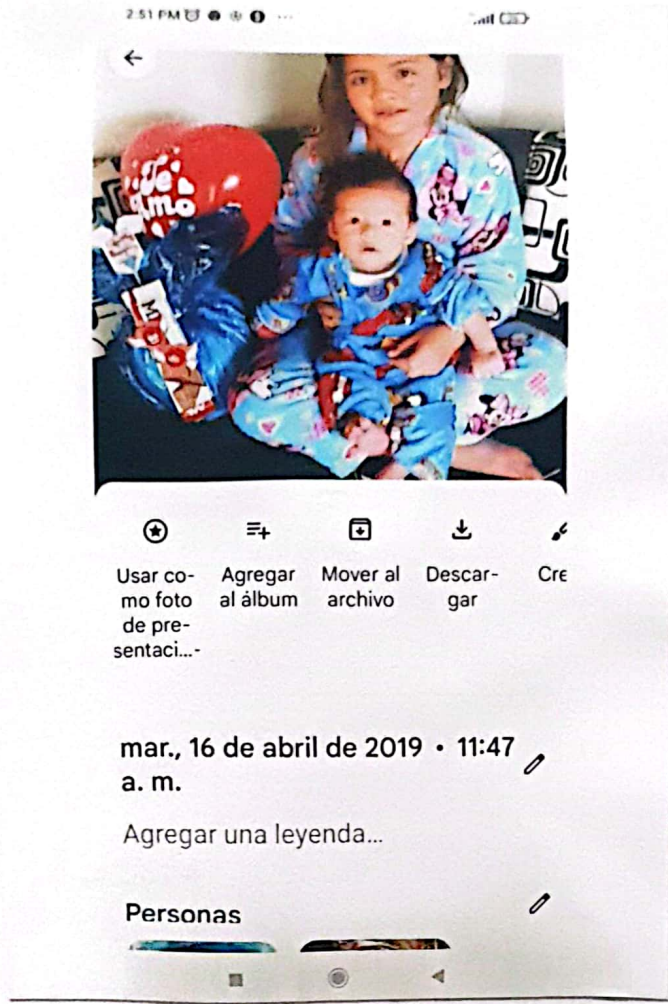 2:51 PM
Te
amo
Usar co-
mo foto
de pre-
sentaci...-
Agregar
al álbum
Mover al
archivo
Descar-
gar
Cre
mar., 16 de abril de 2019 • 11:47
a. m.
Agregar una leyenda...
Personas